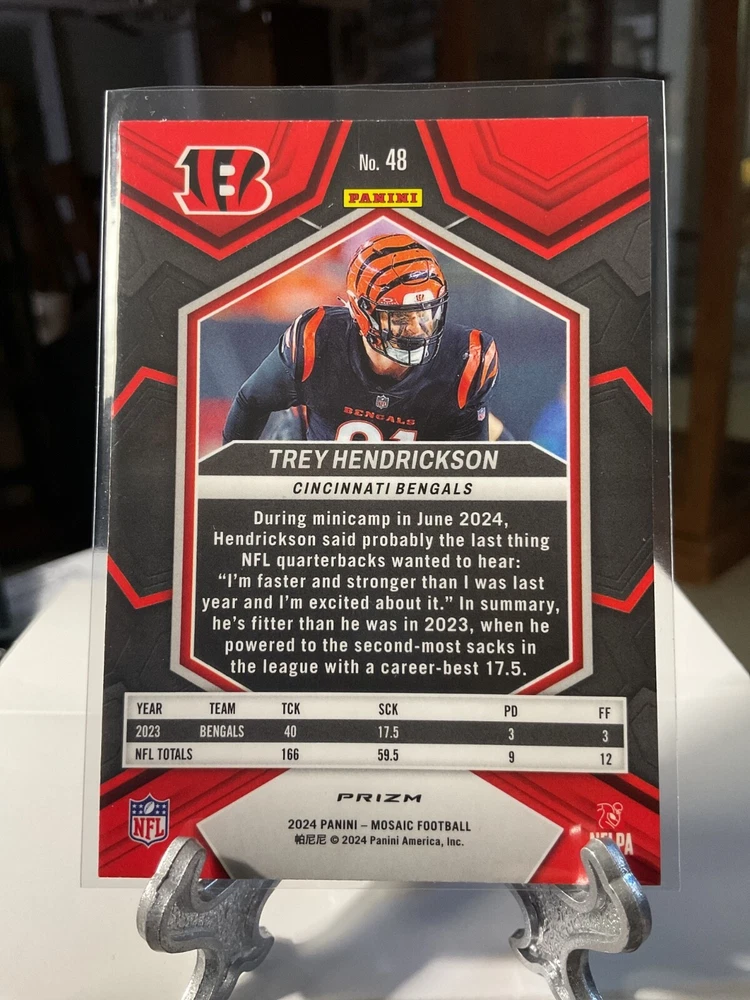 B
No. 48
PANINI
BENGALS
91
TREY HENDRICKSON
CINCINNATI BENGALS
During minicamp in June 2024,
Hendrickson said probably the last thing
NFL quarterbacks wanted to hear:
“I’m faster and stronger than I was last
year and I’m excited about it.” In summary,
he’s fitter than he was in 2023, when he
powered to the second-most sacks in
the league with a career-best 17.5.
YEAR TEAM TCK SCK PD FF
2023 BENGALS 40 17.5 3 3
NFL TOTALS 166 59.5 9 12
PRIZM
2024 PANINI – MOSAIC FOOTBALL
帕尼尼 © 2024 Panini America, Inc.
NFL
NFLPA